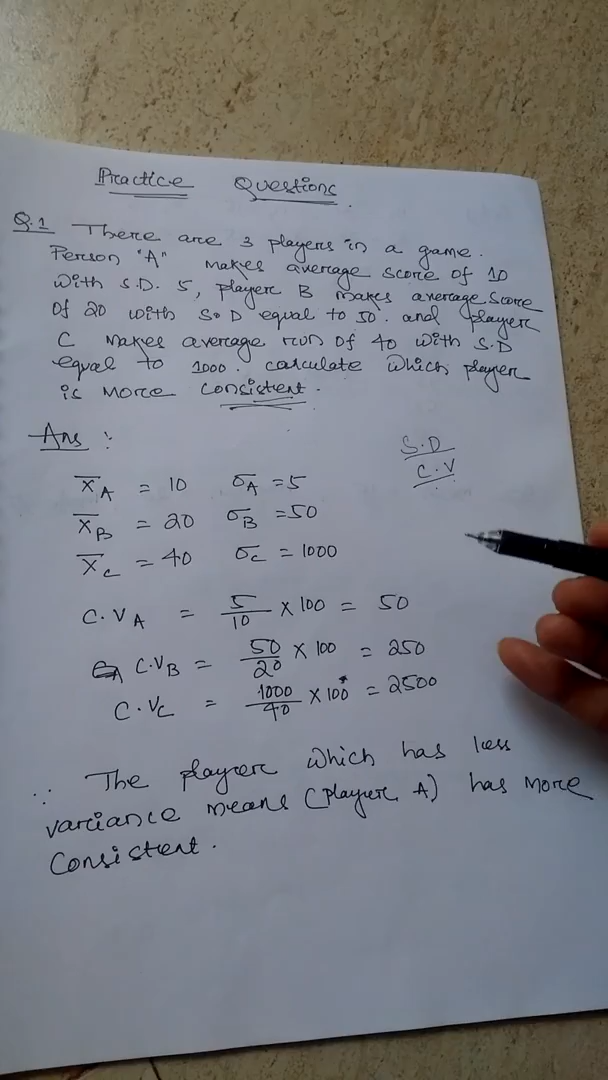 Practice Questions.
Q.1 There are 3 players in a game.
Person "A" makes average score of 10
with S.D. 5, player B makes average score
of 20 with S.D equal to 50. and player
C makes average run of 40 with S.D
equal to 1000. calculate which player
is more consistent.
Ans :
S.D
C.V
X̄A = 10 σA = 5
X̄B = 20 σB = 50
X̄C = 40 σC = 1000
C.VA = 5/10 × 100 = 50
C.VB = 50/20 × 100 = 250
C.VC = 1000/40 × 100 = 2500
∵ The player which has less
variance means (player A) has more
consistent.